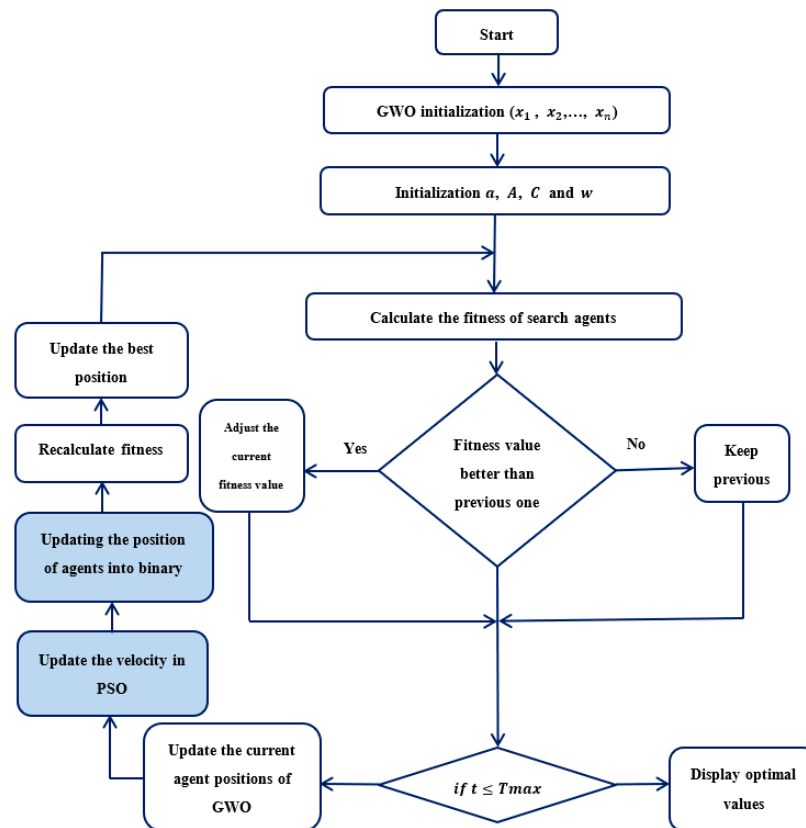 Start
GWO initialization (x₁ , x₂,..., xₙ)
Initialization a, A, C and w
Calculate the fitness of search agents
Update the best
position
Adjust the
current
fitness value
Yes
Fitness value
better than
previous one
No
Keep
previous
Recalculate fitness
Updating the position
of agents into binary
Update the velocity in
PSO
Update the current
agent positions of
GWO
if t ≤ Tmax
Display optimal
values